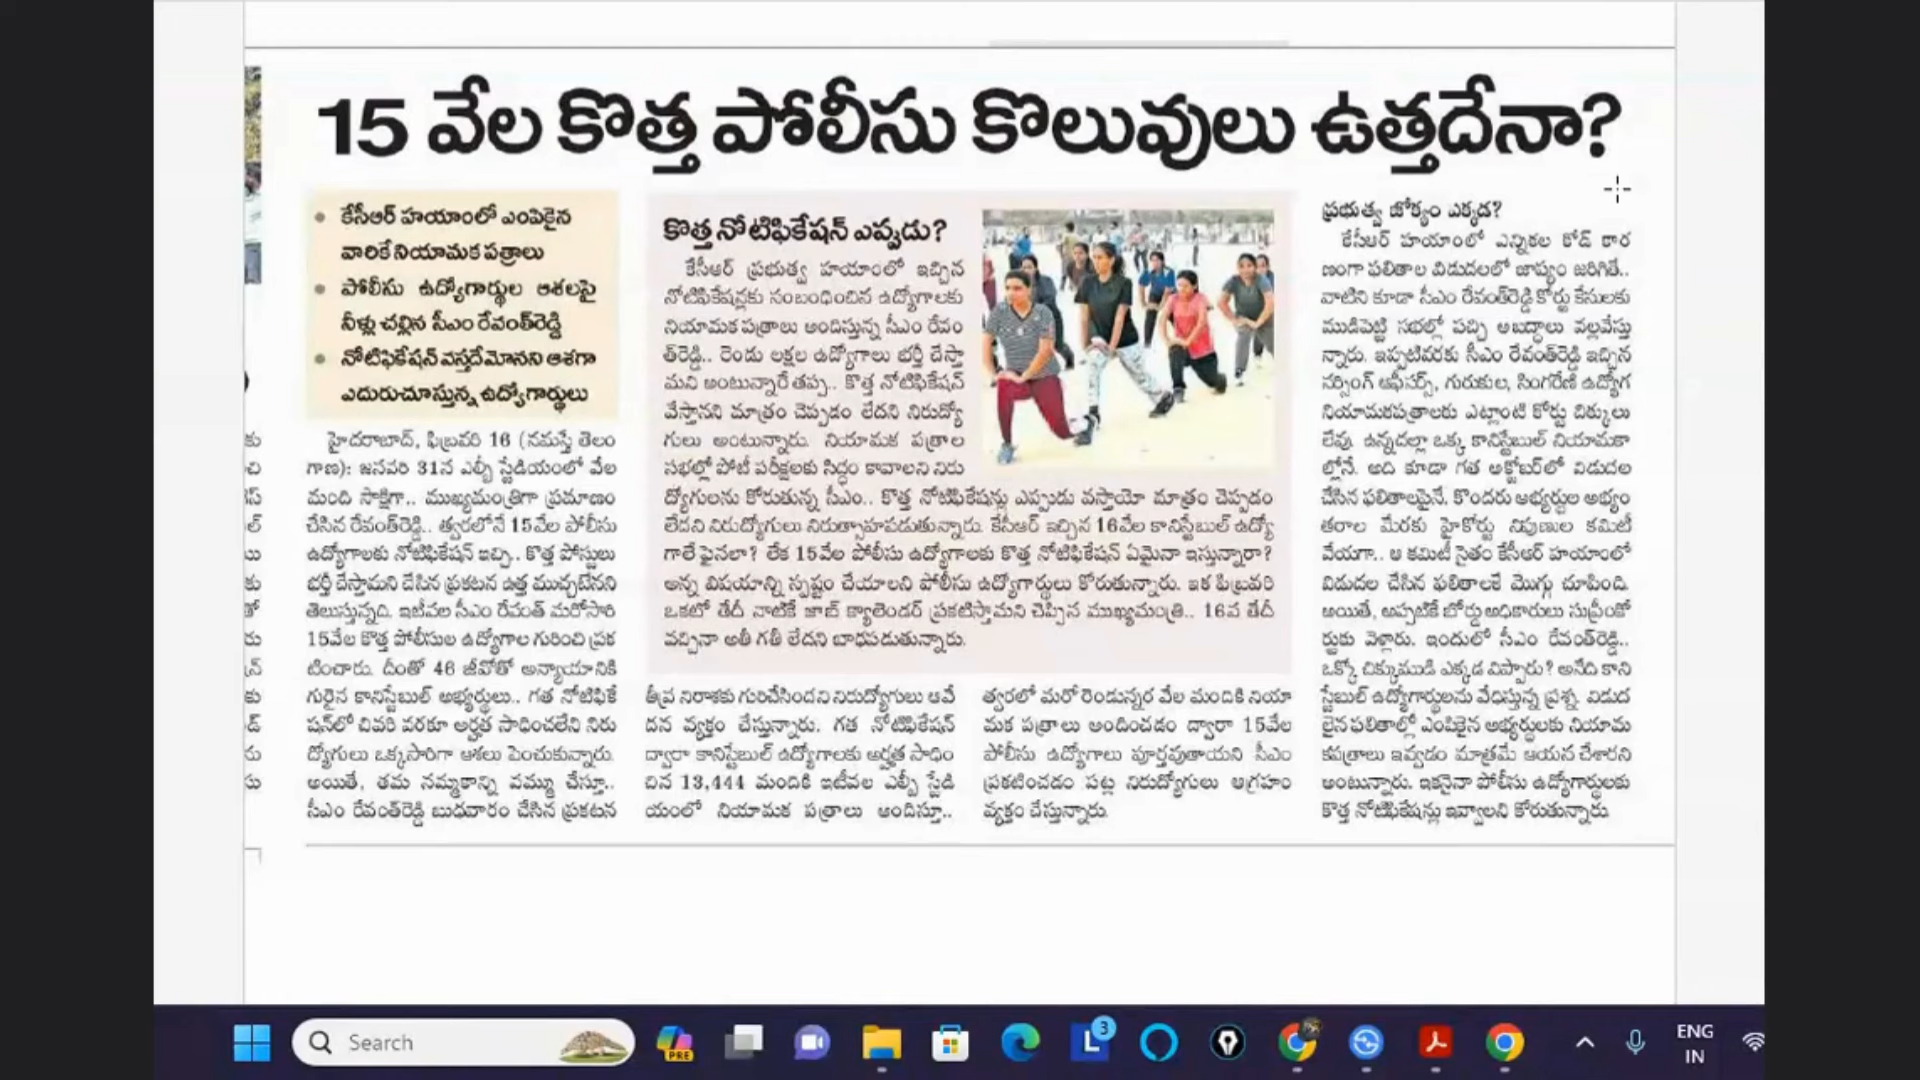 15 వేల కొత్త పోలీసు కొలువులు ఉత్తదేనా?
కేసీఆర్ హయాంలో ఎంపికైన
వారికే నియామక పత్రాలు
పోలీసు ఉద్యోగార్థుల ఆశలపై
నీళ్లు చల్లిన సీఎం రేవంత్‌రెడ్డి
నోటిఫికేషన్ వస్తదేమోనని ఆశగా
ఎదురుచూస్తున్న ఉద్యోగార్థులు
హైదరాబాద్, ఫిబ్రవరి 16 (నమస్తే తెలం
గాణ): జనవరి 31న ఎల్బీ స్టేడియంలో వేల
మంది సాక్షిగా.. ముఖ్యమంత్రిగా ప్రమాణం
చేసిన రేవంత్‌రెడ్డి.. త్వరలోనే 15వేల పోలీసు
ఉద్యోగాలకు నోటిఫికేషన్ ఇచ్చి.. కొత్త పోస్టులు
భర్తీ చేస్తామని చేసిన ప్రకటన ఉత్త ముచ్చటేనని
తెలుస్తున్నది. ఇటీవల సీఎం రేవంత్ మరోసారి
15వేల కొత్త పోలీసుల ఉద్యోగాల గురించి ప్రక
టించారు. దీంతో 46 జీవోతో అన్యాయానికి
గురైన కానిస్టేబుల్ అభ్యర్థులు.. గత నోటిఫికే
షన్‌లో చివరి వరకూ అర్హత సాధించలేని నిరు
ద్యోగులు ఒక్కసారిగా ఆశలు పెంచుకున్నారు.
అయితే, తమ నమ్మకాన్ని వమ్ము చేస్తూ..
సీఎం రేవంత్‌రెడ్డి బుధవారం చేసిన ప్రకటన
కొత్త నోటిఫికేషన్ ఎప్పుడు?
కేసీఆర్ ప్రభుత్వ హయాంలో ఇచ్చిన
నోటిఫికేషన్లకు సంబంధించిన ఉద్యోగాలకు
నియామక పత్రాలు అందిస్తున్న సీఎం రేవం
త్‌రెడ్డి.. రెండు లక్షల ఉద్యోగాలు భర్తీ చేస్తా
మని అంటున్నారే తప్ప.. కొత్త నోటిఫికేషన్
వేస్తానని మాత్రం చెప్పడం లేదని నిరుద్యో
గులు అంటున్నారు. నియామక పత్రాల
సభల్లో పోటీ పరీక్షలకు సిద్ధం కావాలని నిరు
ద్యోగులను కోరుతున్న సీఎం.. కొత్త నోటిఫికేషన్లు ఎప్పుడు వస్తాయో మాత్రం చెప్పడం
లేదని నిరుద్యోగులు నిరుత్సాహపడుతున్నారు. కేసీఆర్ ఇచ్చిన 16వేల కానిస్టేబుల్ ఉద్యో
గాలే ఫైనలా? లేక 15వేల పోలీసు ఉద్యోగాలకు కొత్త నోటిఫికేషన్ ఏమైనా ఇస్తున్నారా?
అన్న విషయాన్ని స్పష్టం చేయాలని పోలీసు ఉద్యోగార్థులు కోరుతున్నారు. ఇక ఫిబ్రవరి
ఒకటో తేదీ నాటికే జాబ్ క్యాలెండర్ ప్రకటిస్తామని చెప్పిన ముఖ్యమంత్రి.. 16వ తేదీ
వచ్చినా అతీ గతీ లేదని బాధపడుతున్నారు.
తీవ్ర నిరాశకు గురిచేసిందని నిరుద్యోగులు ఆవే
దన వ్యక్తం చేస్తున్నారు. గత నోటిఫికేషన్
ద్వారా కానిస్టేబుల్ ఉద్యోగాలకు అర్హత సాధిం
చిన 13,444 మందికి ఇటీవల ఎల్బీ స్టేడి
యంలో నియామక పత్రాలు అందిస్తూ..
త్వరలో మరో రెండున్నర వేల మందికి నియా
మక పత్రాలు అందించడం ద్వారా 15వేల
పోలీసు ఉద్యోగాలు పూర్తవుతాయని సీఎం
ప్రకటించడం పట్ల నిరుద్యోగులు ఆగ్రహం
వ్యక్తం చేస్తున్నారు.
ప్రభుత్వ జోక్యం ఎక్కడ?
కేసీఆర్ హయాంలో ఎన్నికల కోడ్ కార
ణంగా ఫలితాల విడుదలలో జాప్యం జరిగితే..
వాటిని కూడా సీఎం రేవంత్‌రెడ్డి కోర్టు కేసులకు
ముడిపెట్టి సభల్లో పచ్చి అబద్ధాలు వల్లవేస్తు
న్నారు. ఇప్పటివరకు సీఎం రేవంత్‌రెడ్డి ఇచ్చిన
నర్సింగ్ ఆఫీసర్స్, గురుకుల, సింగరేణి ఉద్యోగ
నియామకపత్రాలకు ఎట్లాంటి కోర్టు చిక్కులు
లేవు. ఉన్నదల్లా ఒక్క కానిస్టేబుల్ నియామకా
ల్లోనే. అది కూడా గత అక్టోబర్‌లో విడుదల
చేసిన ఫలితాలపైనే. కొందరు అభ్యర్థుల అభ్యం
తరాల మేరకు హైకోర్టు నిపుణుల కమిటీ
వేయగా.. ఆ కమిటీ సైతం కేసీఆర్ హయాంలో
విడుదల చేసిన ఫలితాలకే మొగ్గు చూపింది.
అయితే, అప్పటికే బోర్డు అధికారులు సుప్రీంకో
ర్టుకు వెళ్లారు. ఇందులో సీఎం రేవంత్‌రెడ్డి..
ఒక్కో చిక్కుముడి ఎక్కడ విప్పారు? అనేది కాని
స్టేబుల్ ఉద్యోగార్థులను వేధిస్తున్న ప్రశ్న. విడుద
లైన ఫలితాల్లో ఎంపికైన అభ్యర్థులకు నియామ
కపత్రాలు ఇవ్వడం మాత్రమే ఆయన చేశారని
అంటున్నారు. ఇకనైనా పోలీసు ఉద్యోగార్థులకు
కొత్త నోటిఫికేషన్లు ఇవ్వాలని కోరుతున్నారు.
Search
PRE
3
ENG
IN